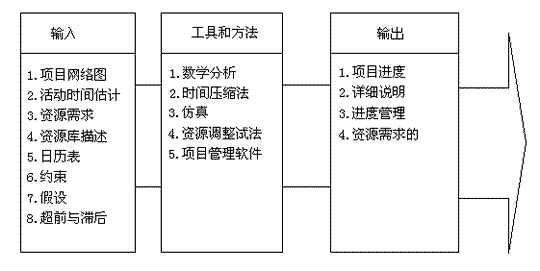 输入
1.项目网络图
2.活动时间估计
3.资源需求
4.资源库描述
5.日历表
6.约束
7.假设
8.超前与滞后
工具和方法
1.数学分析
2.时间压缩法
3.仿真
4.资源调整试法
5.项目管理软件
输出
1.项目进度
2.详细说明
3.进度管理
4.资源需求的